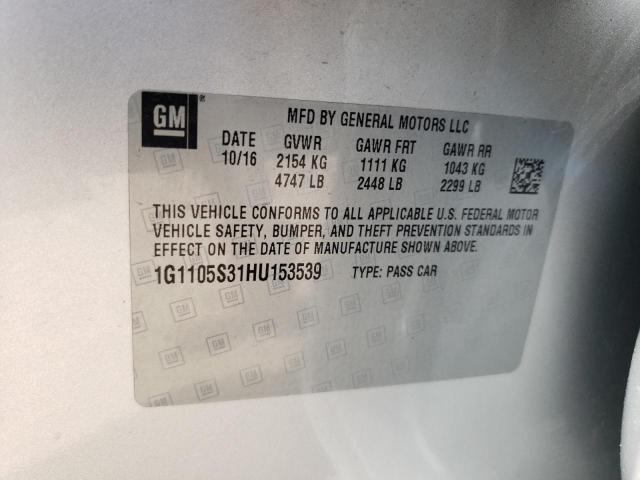 GM ®
MFD BY GENERAL MOTORS LLC
DATE GVWR GAWR FRT GAWR RR
10/16 2154 KG 1111 KG 1043 KG
4747 LB 2448 LB 2299 LB
THIS VEHICLE CONFORMS TO ALL APPLICABLE U.S. FEDERAL MOTOR
VEHICLE SAFETY, BUMPER, AND THEFT PREVENTION STANDARDS IN
EFFECT ON THE DATE OF MANUFACTURE SHOWN ABOVE.
1G1105S31HU153539 TYPE: PASS CAR